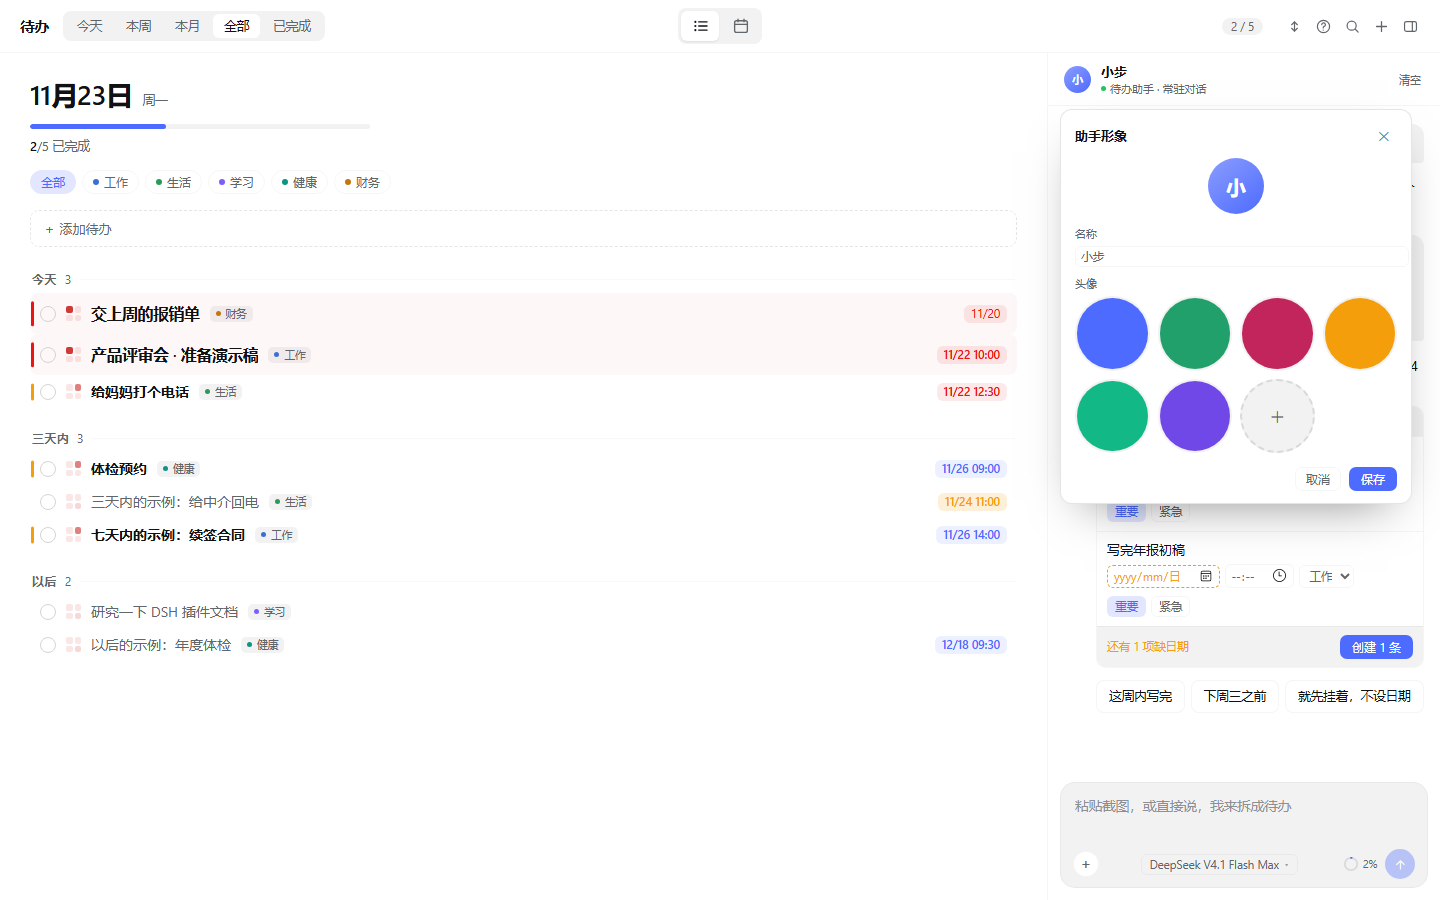 待办 今天 本周 本月 全部 已完成 2 / 5
11月23日 周一
2/5 已完成
全部 工作 生活 学习 健康 财务
+ 添加待办
今天 3
交上周的报销单 财务 11/20
产品评审会 · 准备演示稿 工作 11/22 10:00
给妈妈打个电话 生活 11/22 12:30
三天内 3
体检预约 健康 11/26 09:00
三天内的示例：给中介回电 生活 11/24 11:00
七天内的示例：续签合同 工作 11/26 14:00
以后 2
研究一下 DSH 插件文档 学习
以后的示例：年度体检 健康 12/18 09:30
小 小步 清空
待办助手 · 常驻对话
助手形象
小
名称
小步
头像
4
+
取消 保存
重要 紧急
写完年报初稿
yyyy/mm/日 --:-- 工作
重要 紧急
还有 1 项缺日期 创建 1 条
这周内写完 下周三之前 就先挂着，不设日期
粘贴截图，或直接说，我来拆成待办
+ DeepSeek V4.1 Flash Max 2%